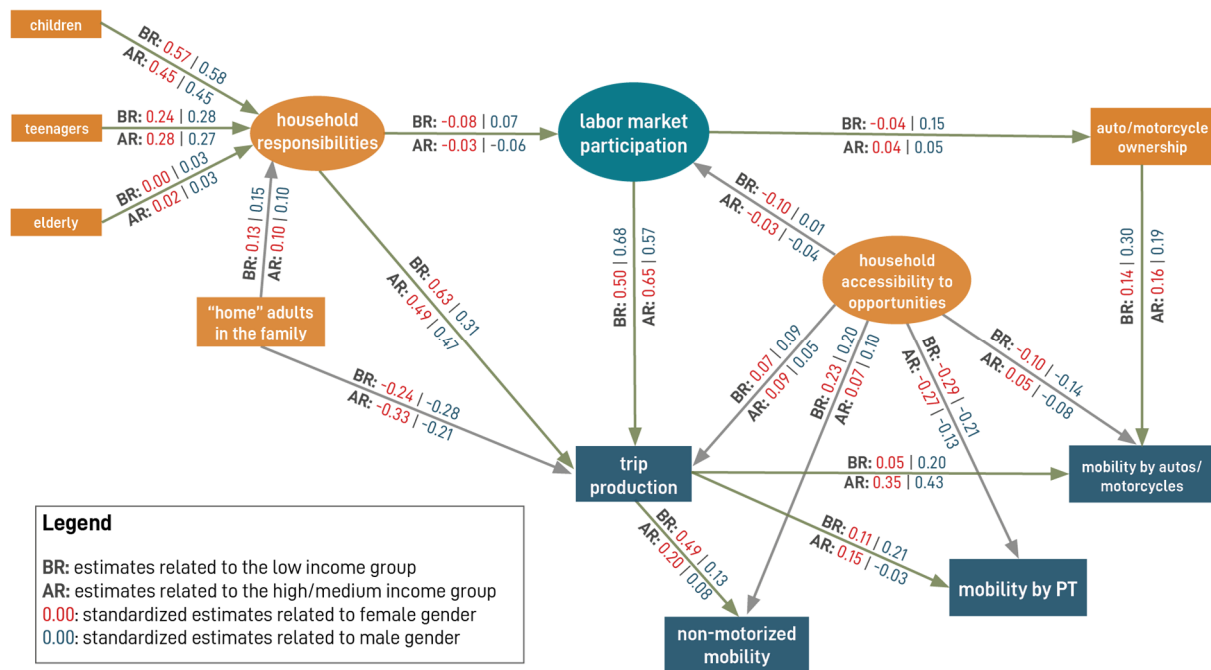 children
BR: 0.57 | 0.58
AR: 0.45 | 0.45
teenagers
BR: 0.24 | 0.28
AR: 0.28 | 0.27
elderly
BR: 0.00 | 0.03
AR: 0.02 | 0.03
household
responsibilities
BR: -0.08 | 0.07
AR: -0.03 | -0.06
labor market
participation
BR: -0.04 | 0.15
AR: 0.04 | 0.05
auto/motorcycle
ownership
BR: 0.13 | 0.15
AR: 0.10 | 0.10
"home" adults
in the family
BR: 0.63 | 0.31
AR: 0.49 | 0.47
BR: -0.24 | -0.28
AR: -0.33 | -0.21
BR: 0.50 | 0.68
AR: 0.65 | 0.57
BR: -0.10 | 0.01
AR: -0.03 | -0.04
household
accessibility to
opportunities
BR: 0.14 | 0.30
AR: 0.16 | 0.19
BR: 0.07 | 0.09
AR: 0.09 | 0.05
BR: 0.23 | 0.20
AR: 0.07 | 0.10
BR: -0.29 | -0.21
AR: -0.27 | -0.13
BR: -0.10 | -0.14
AR: 0.05 | -0.08
trip
production
BR: 0.05 | 0.20
AR: 0.35 | 0.43
mobility by autos/
motorcycles
BR: 0.11 | 0.21
AR: 0.15 | -0.03
mobility by PT
BR: 0.49 | 0.13
AR: 0.20 | 0.08
non-motorized
mobility
Legend
BR: estimates related to the low income group
AR: estimates related to the high/medium income group
0.00: standardized estimates related to female gender
0.00: standardized estimates related to male gender